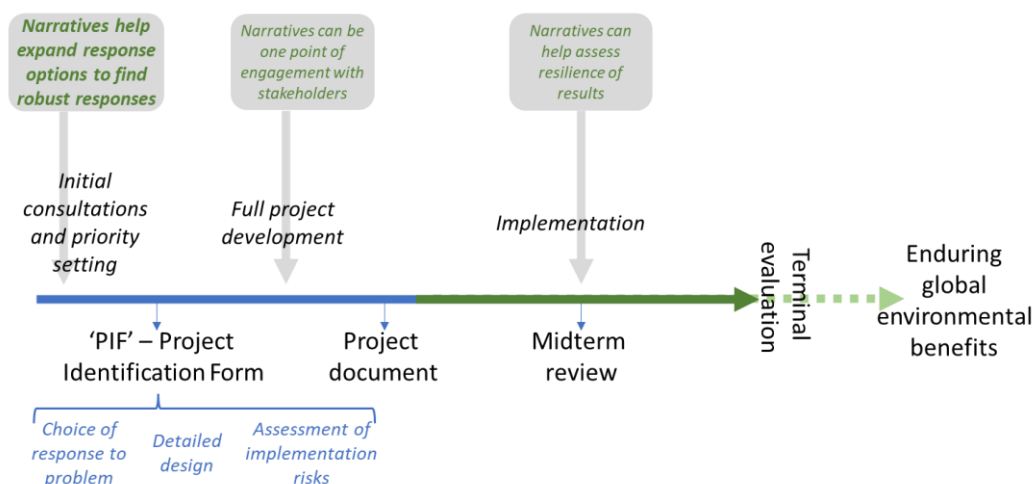 Narratives help
expand response
options to find
robust responses
Narratives can be
one point of
engagement with
stakeholders
Narratives can
help assess
resilience of
results
Initial
consultations
and priority
setting
Full project
development
Implementation
Terminal
evaluation
Enduring
global
environmental
benefits
‘PIF’ – Project
Identification Form
Project
document
Midterm
review
Choice of
response to
problem
Detailed
design
Assessment of
implementation
risks